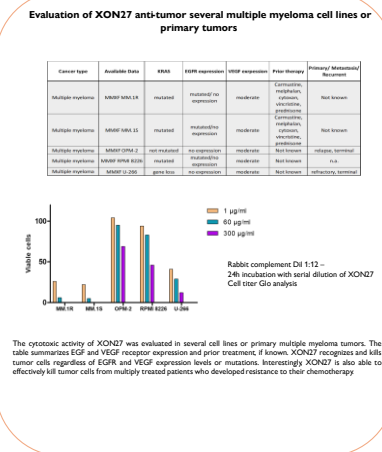 Evaluation of XON27 anti-tumor several multiple myeloma cell lines or
primary tumors
Cancer type Available Data KRAS EGFR expression VEGF expression Prior therapy Primary/ Metastasis/ Recurrent
Multiple myeloma MMRF MM.1R mutated mutated/ no expression moderate Carmustine, melphalan, cytoxan, vincristine, prednisone Not known
Multiple myeloma MMRF MM.1S mutated mutated/no expression moderate Carmustine, melphalan, cytoxan, vincristine, prednisone Not known
Multiple myeloma MMRF OPM-2 not mutated no expression moderate Not known relapse, terminal
Multiple myeloma MMRF RPMI 8226 mutated mutated/no expression moderate Not known n.a.
Multiple myeloma MMRF U-266 gene loss no expression moderate Not known refractory, terminal
Viable cells
100
50
0
MM.1R MM.1S OPM-2 RPMI 8226 U-266
1 µg/ml
60 µg/ml
300 µg/ml
Rabbit complement Dil 1:12 –
24h incubation with serial dilution of XON27
Cell titer Glo analysis
The cytotoxic activity of XON27 was evaluated in several cell lines or primary multiple myeloma tumors. The
table summarizes EGF and VEGF receptor expression and prior treatment, if known. XON27 recognizes and kills
tumor cells regardless of EGFR and VEGF expression levels or mutations. Interestingly, XON27 is also able to
effectively kill tumor cells from multiply treated patients who developed resistance to their chemotherapy